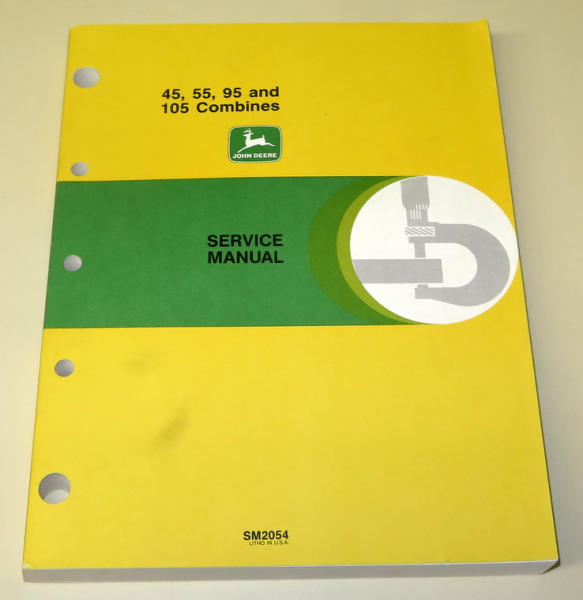 45, 55, 95 and
105 Combines
JOHN DEERE
SERVICE
MANUAL
SM2054
LITHO IN U.S.A.